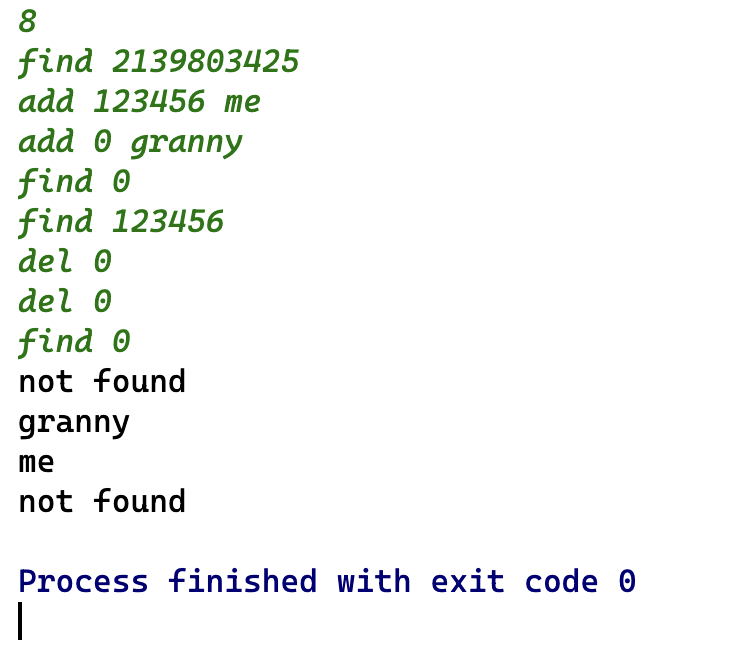 8
find 2139803425
add 123456 me
add 0 granny
find 0
find 123456
del 0
del 0
find 0
not found
granny
me
not found
Process finished with exit code 0